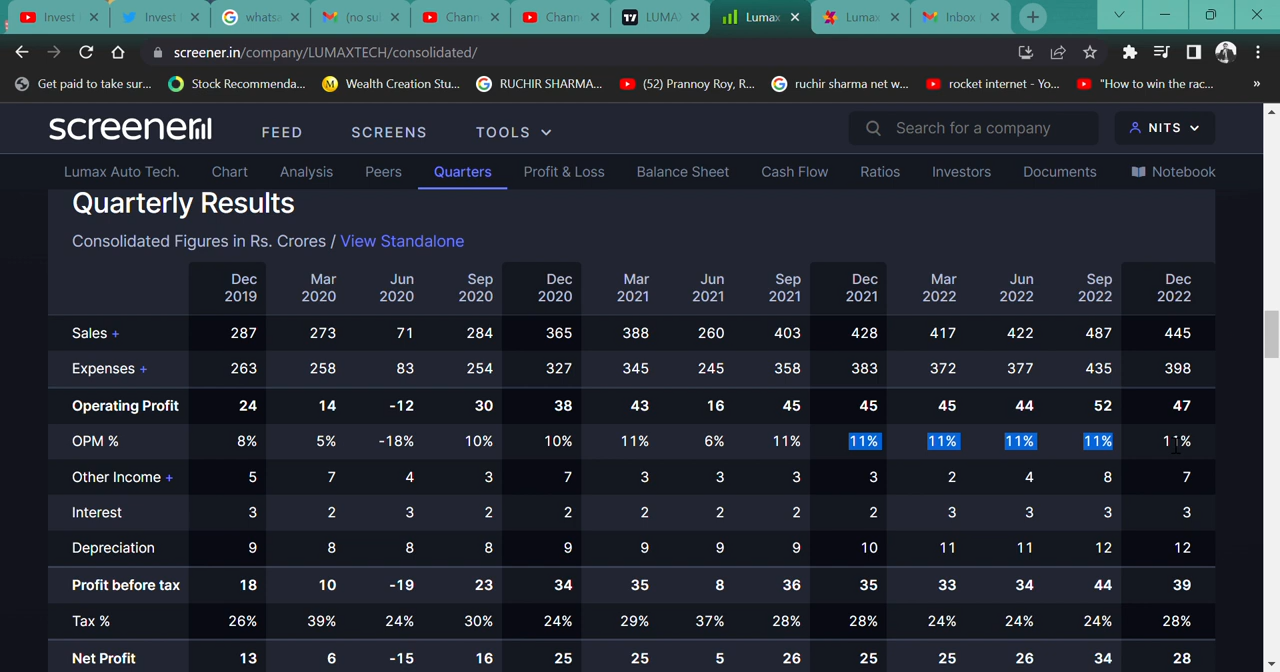 Invest
Invest
whats
(no su
Chann
Chann
LUMA
Lumax
Lumax
Inbox
screener.in/company/LUMAXTECH/consolidated/
Get paid to take sur... Stock Recommenda... Wealth Creation Stu... RUCHIR SHARMA... (52) Prannoy Roy, R... ruchir sharma net w... rocket internet - Yo... "How to win the rac... »
screener FEED SCREENS TOOLS Search for a company NITS
Lumax Auto Tech. Chart Analysis Peers Quarters Profit & Loss Balance Sheet Cash Flow Ratios Investors Documents Notebook
Quarterly Results
Consolidated Figures in Rs. Crores / View Standalone
Dec 2019 Mar 2020 Jun 2020 Sep 2020 Dec 2020 Mar 2021 Jun 2021 Sep 2021 Dec 2021 Mar 2022 Jun 2022 Sep 2022 Dec 2022
Sales + 287 273 71 284 365 388 260 403 428 417 422 487 445
Expenses + 263 258 83 254 327 345 245 358 383 372 377 435 398
Operating Profit 24 14 -12 30 38 43 16 45 45 45 44 52 47
OPM % 8% 5% -18% 10% 10% 11% 6% 11% 11% 11% 11% 11% 11%
Other Income + 5 7 4 3 7 3 3 3 3 2 4 8 7
Interest 3 2 3 2 2 2 2 2 2 3 3 3 3
Depreciation 9 8 8 8 9 9 9 9 10 11 11 12 12
Profit before tax 18 10 -19 23 34 35 8 36 35 33 34 44 39
Tax % 26% 39% 24% 30% 24% 29% 37% 28% 28% 24% 24% 24% 28%
Net Profit 13 6 -15 16 25 25 5 26 25 25 26 34 28